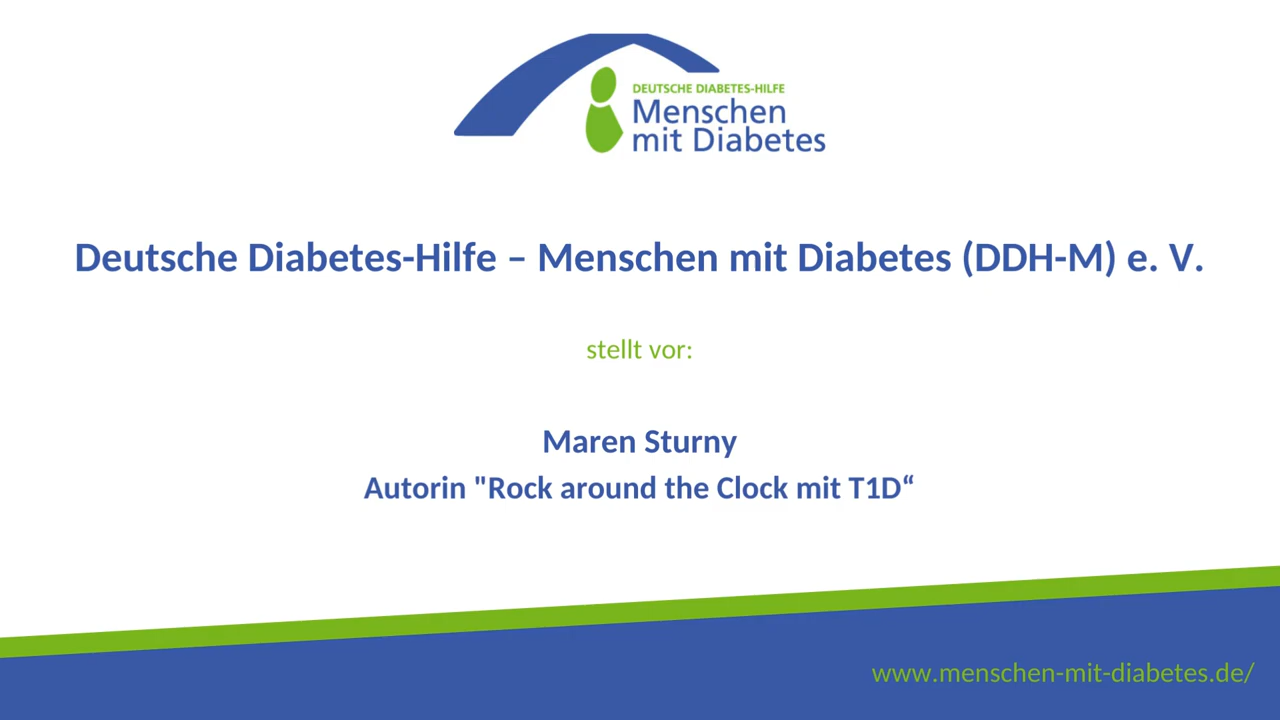 DEUTSCHE DIABETES-HILFE
Menschen
mit Diabetes
Deutsche Diabetes-Hilfe – Menschen mit Diabetes (DDH-M) e. V.
stellt vor:
Maren Sturny
Autorin "Rock around the Clock mit T1D“
www.menschen-mit-diabetes.de/